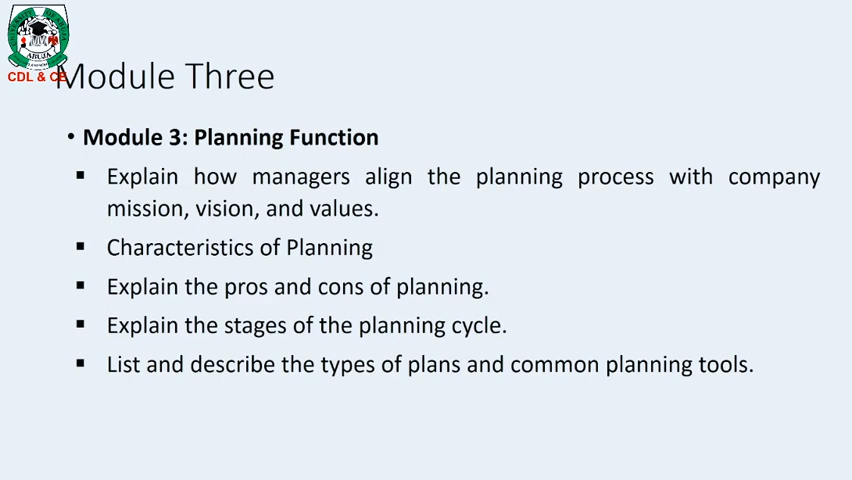 CDL & CE
Module Three
• Module 3: Planning Function
▪ Explain how managers align the planning process with company
mission, vision, and values.
▪ Characteristics of Planning
▪ Explain the pros and cons of planning.
▪ Explain the stages of the planning cycle.
▪ List and describe the types of plans and common planning tools.